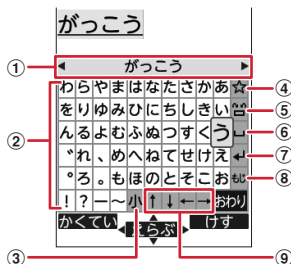 がっこう
① ◀ がっこう ▶
② わらやまはなたさかあ☆ ④
をりゆみひにちしきい ⑤
んるよむふぬつすくう␣ ⑥
゛れ、めへねてせけえ↵ ⑦
゜ろ。もほのとそこおもじ ⑧
!?ー〜小↑↓←→おわり
かくてい えらぶ けす
③ ⑨